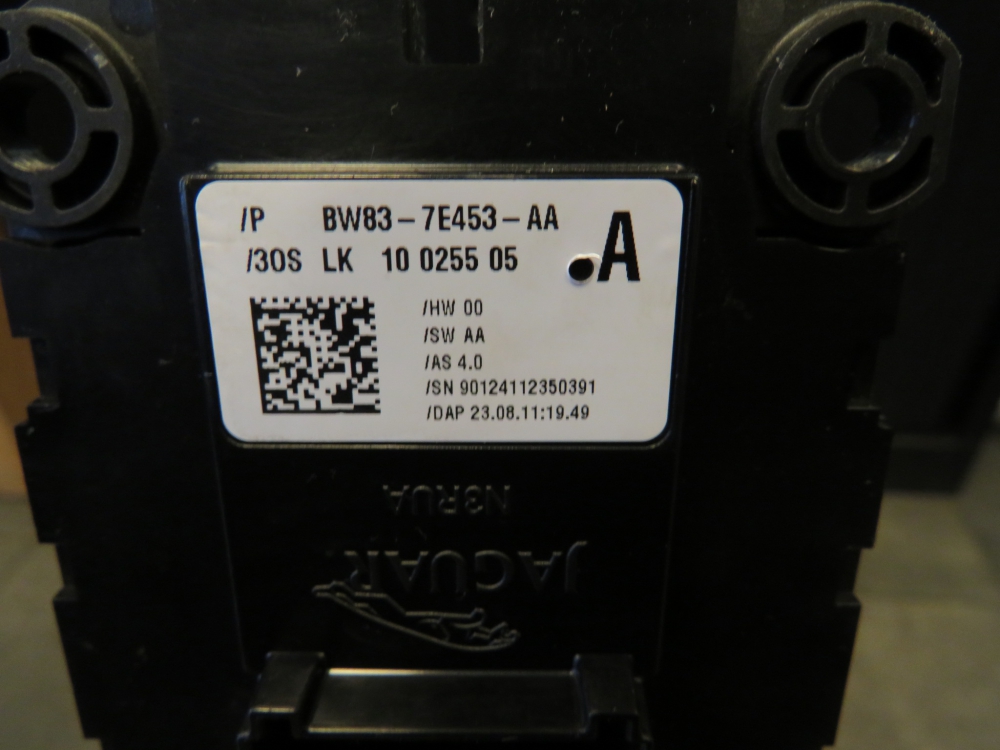 /P BW83-7E453-AA
A
/30S LK 10 0255 05
/HW 00
/SW AA
/AS 4.0
/SN 90124112350391
/DAP 23.08.11:19.49
N3RUA
JAGUAR